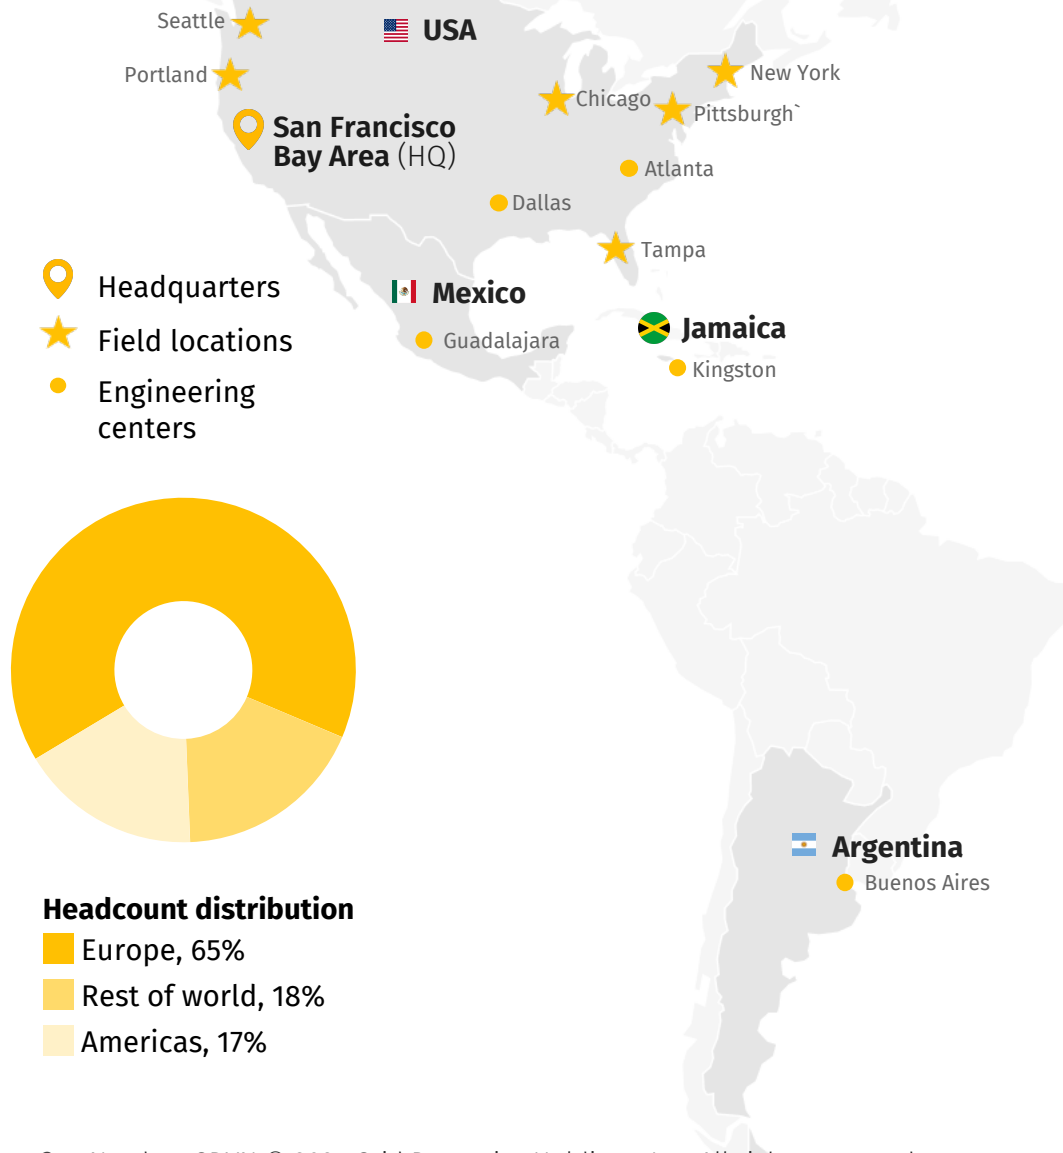 Seattle
USA
Portland
New York
Chicago
Pittsburgh`
San Francisco
Bay Area (HQ)
Atlanta
Dallas
Tampa
Headquarters
Mexico
Field locations
Jamaica
Guadalajara
Kingston
Engineering
centers
Argentina
Buenos Aires
Headcount distribution
Europe, 65%
Rest of world, 18%
Americas, 17%